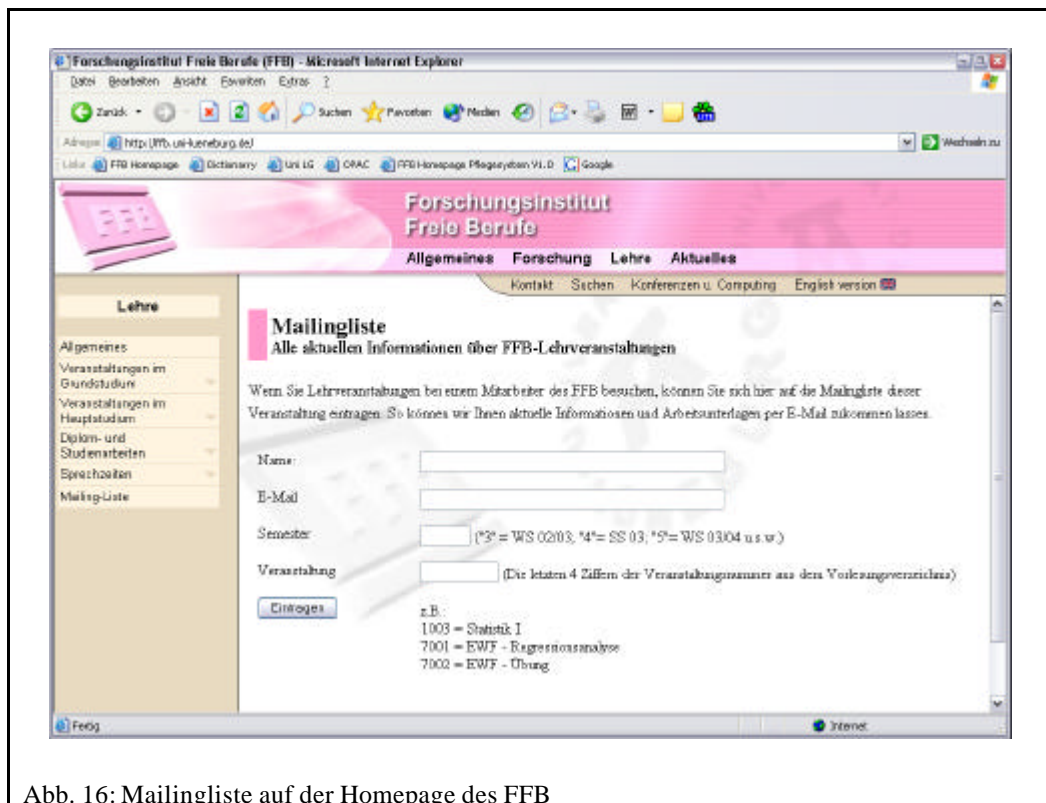 Forschungsinstitut Freie Berufe (FFB) - Microsoft Internet Explorer
Datei Bearbeiten Ansicht Favoriten Extras ?
Zurück Suchen Favoriten Medien
Adresse http://ffb.uni-lueneburg.de/ Wechseln zu
Links FFB Homepage Dictionary Uni LG OPAC FFB Homepage Pflegesystem V1.0 Google
FFB
Forschungsinstitut
Freie Berufe
Allgemeines Forschung Lehre Aktuelles
Kontakt Suchen Konferenzen u. Computing English version
Lehre
Allgemeines
Veranstaltungen im
Grundstudium
Veranstaltungen im
Hauptstudium
Diplom- und
Studienarbeiten
Sprechzeiten
Mailing-Liste
Mailingliste
Alle aktuellen Informationen über FFB-Lehrveranstaltungen
Wenn Sie Lehrveranstaltungen bei einem Mitarbeiter des FFB besuchen, können Sie sich hier auf die Mailingliste dieser
Veranstaltung eintragen. So können wir Ihnen aktuelle Informationen und Arbeitsunterlagen per E-Mail zukommen lassen.
Name:
E-Mail
Semester ("3" = WS 02/03, "4"= SS 03; "5"= WS 03/04 u.s.w.)
Veranstaltung (Die letzten 4 Ziffern der Veranstaltungsnummer aus dem Vorlesungsverzeichnis)
Eintragen
z.B.:
1003 = Statistik I
7001 = EWF - Regressionsanalyse
7002 = EWF - Übung
Fertig Internet
Abb. 16: Mailingliste auf der Homepage des FFB